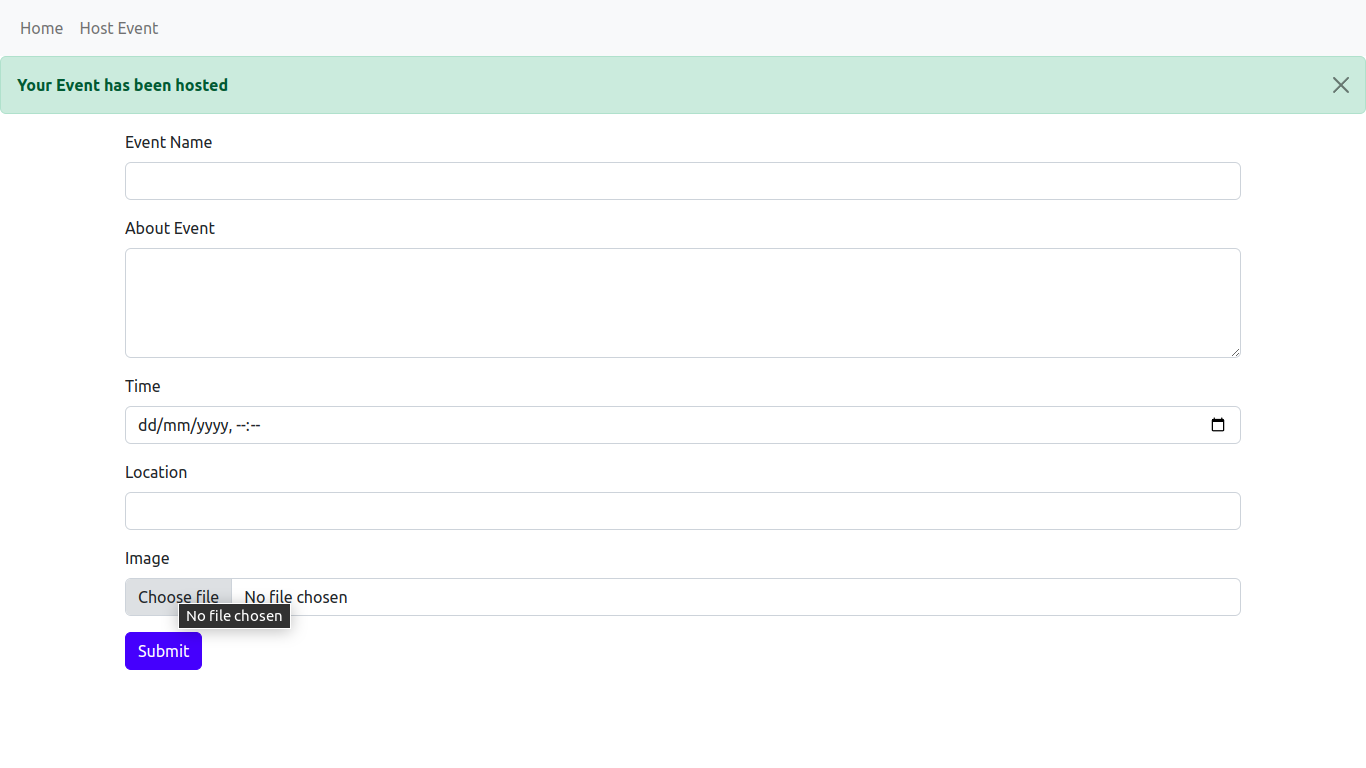 Home Host Event
Your Event has been hosted
Event Name
About Event
Time
dd/mm/yyyy, --:--
Location
Image
Choose file No file chosen
No file chosen
Submit